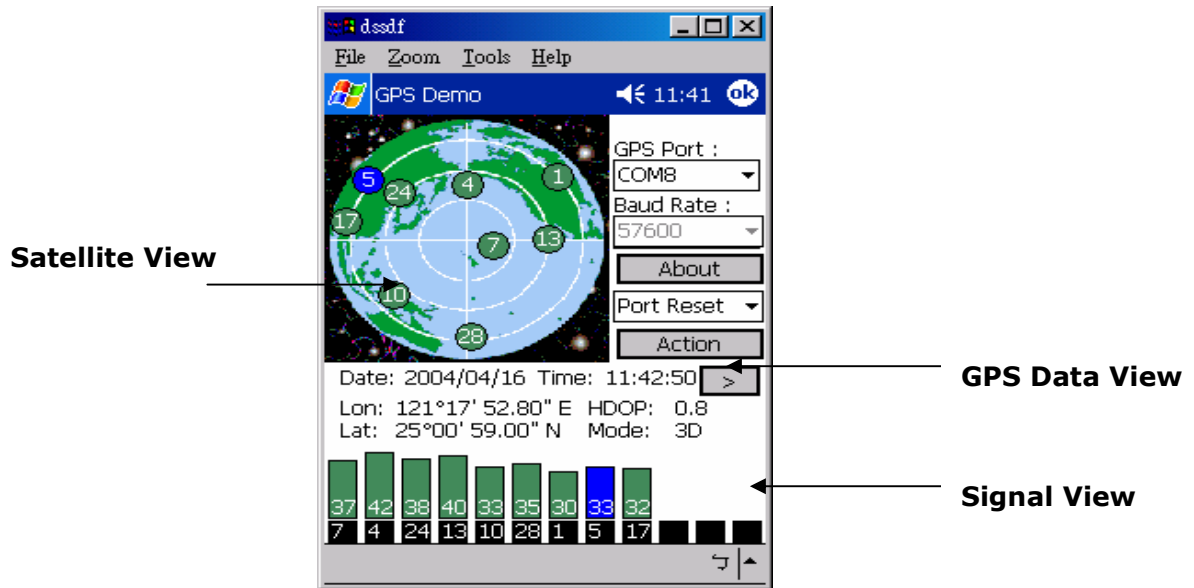 dssdf
File Zoom Tools Help
GPS Demo 11:41 ok
GPS Port :
COM8
Baud Rate :
57600
About
Port Reset
Action
5
24
4
1
17
7
13
10
28
Satellite View
Date: 2004/04/16 Time: 11:42:50 >
GPS Data View
Lon: 121°17' 52.80" E HDOP: 0.8
Lat: 25°00' 59.00" N Mode: 3D
Signal View
37 42 38 40 33 35 30 33 32
7 4 24 13 10 28 1 5 17